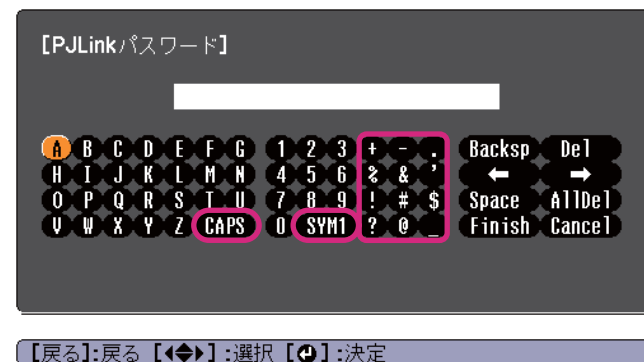 [PJLinkパスワード]
A B C D E F G 1 2 3 + - . Backsp Del
H I J K L M N 4 5 6 % & ' ← →
O P Q R S T U 7 8 9 ! # $ Space AllDel
V W X Y Z CAPS 0 SYM1 ? @ _ Finish Cancel
[戻る]:戻る [◆]:選択 [⏎]:決定